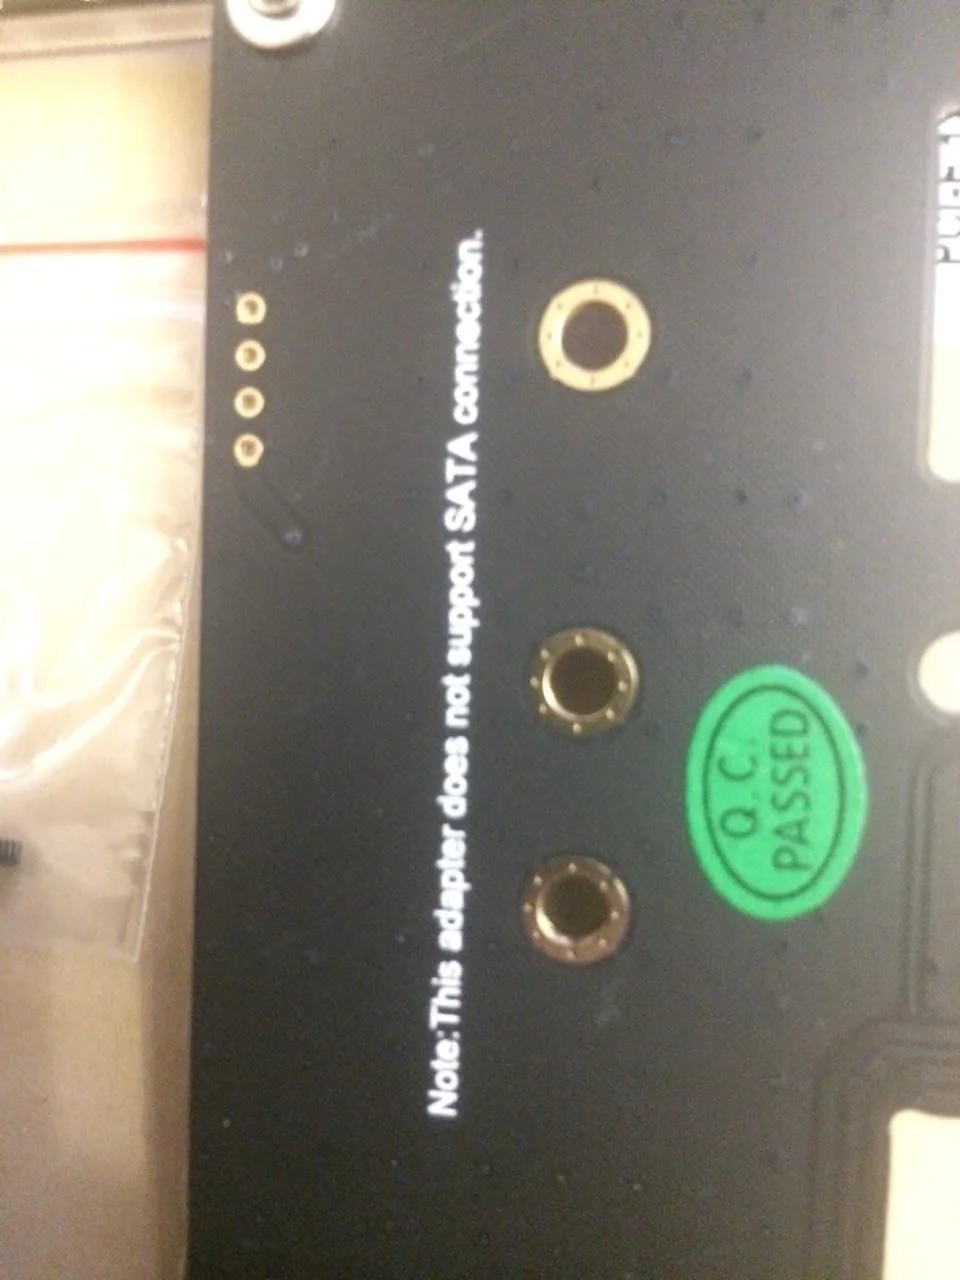 Note:This adapter does not support SATA connection.
Q.C.
PASSED